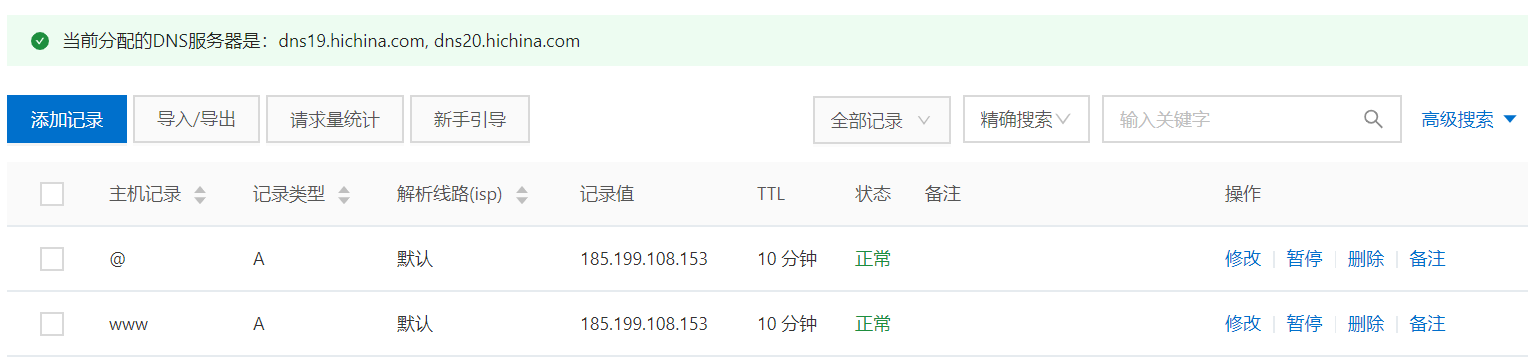 当前分配的DNS服务器是：dns19.hichina.com, dns20.hichina.com
添加记录 导入/导出 请求量统计 新手引导 全部记录 精确搜索 输入关键字 高级搜索
主机记录 记录类型 解析线路(isp) 记录值 TTL 状态 备注 操作
@ A 默认 185.199.108.153 10 分钟 正常 修改 暂停 删除 备注
www A 默认 185.199.108.153 10 分钟 正常 修改 暂停 删除 备注